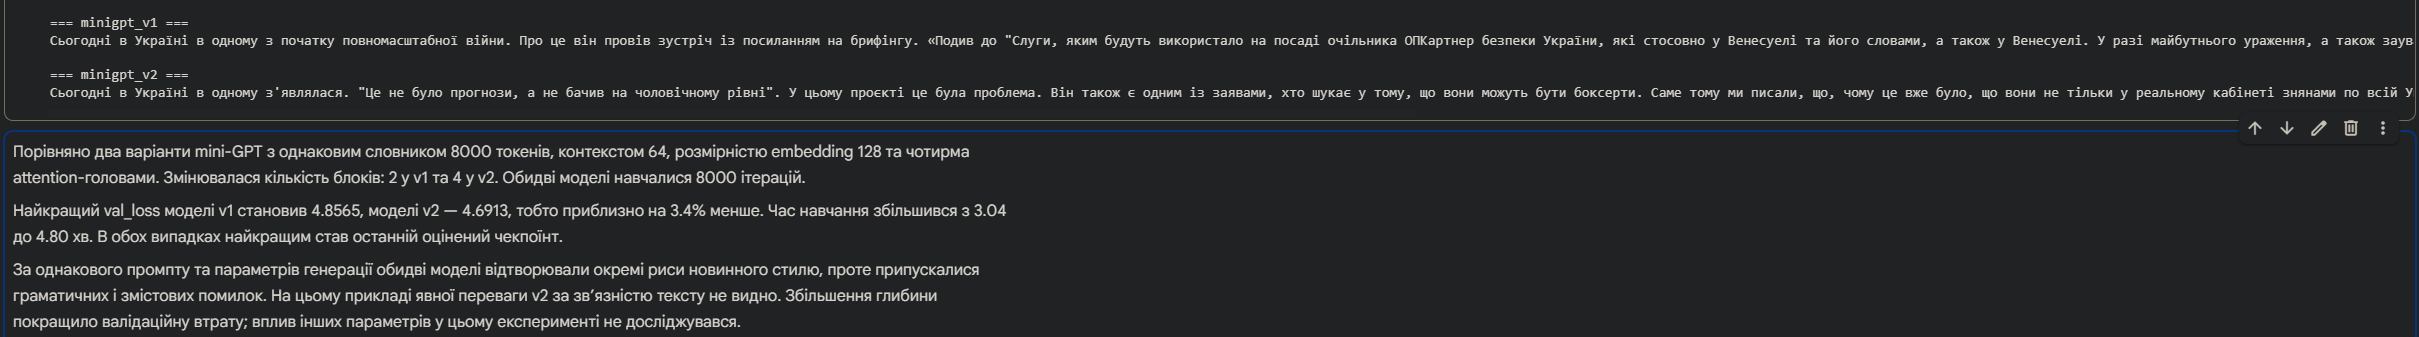 === minigpt_v1 ===
Сьогодні в Україні в одному з початку повномасштабної війни. Про це він провів зустріч із посиланням на брифінгу. «Подив до "Слуги, яким будуть використало на посаді очільника ОПКартнер безпеки України, які стосовно у Венесуелі та його словами, а також у Венесуелі. У разі майбутнього ураження, а також заув
=== minigpt_v2 ===
Сьогодні в Україні в одному з'являлася. "Це не було прогнози, а не бачив на чоловічному рівні". У цьому проєкті це була проблема. Він також є одним із заявами, хто шукає у тому, що вони можуть бути боксерти. Саме тому ми писали, що, чому це вже було, що вони не тільки у реальному кабінеті знянами по всій У
Порівняно два варіанти mini-GPT з однаковим словником 8000 токенів, контекстом 64, розмірністю embedding 128 та чотирма
attention-головами. Змінювалася кількість блоків: 2 у v1 та 4 у v2. Обидві моделі навчалися 8000 ітерацій.
Найкращий val_loss моделі v1 становив 4.8565, моделі v2 — 4.6913, тобто приблизно на 3.4% менше. Час навчання збільшився з 3.04
до 4.80 хв. В обох випадках найкращим став останній оцінений чекпоїнт.
За однакового промпту та параметрів генерації обидві моделі відтворювали окремі риси новинного стилю, проте припускалися
граматичних і змістових помилок. На цьому прикладі явної переваги v2 за зв’язністю тексту не видно. Збільшення глибини
покращило валідаційну втрату; вплив інших параметрів у цьому експерименті не досліджувався.